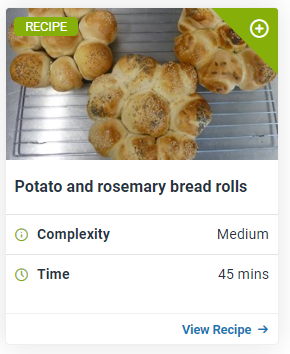 RECIPE
Potato and rosemary bread rolls
Complexity Medium
Time 45 mins
View Recipe